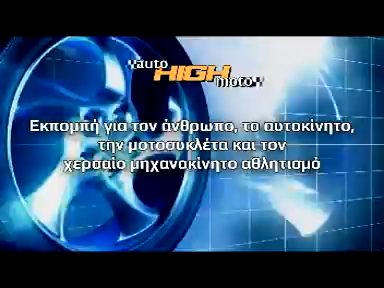 auto
HIGH
moto
Εκπομπή για τον άνθρωπο, το αυτοκίνητο,
την μοτοσυκλέτα και τον
χερσαίο μηχανοκίνητο αθλητισμό